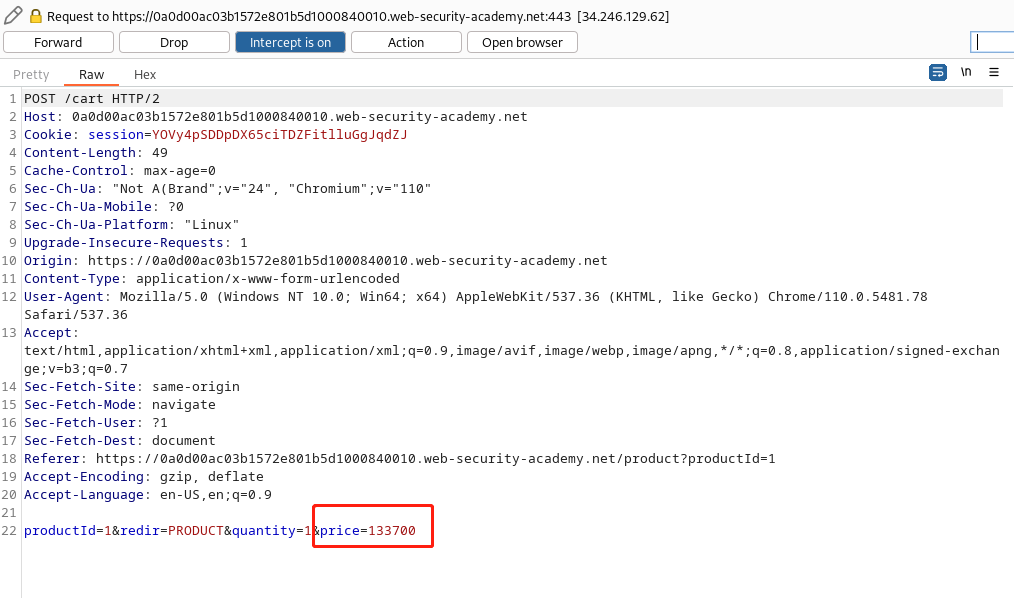 Request to https://0a0d00ac03b1572e801b5d1000840010.web-security-academy.net:443 [34.246.129.62]
Forward Drop Intercept is on Action Open browser
Pretty Raw Hex \n
1 POST /cart HTTP/2
2 Host: 0a0d00ac03b1572e801b5d1000840010.web-security-academy.net
3 Cookie: session=YOVy4pSDDpDX65ciTDZFitlluGgJqdZJ
4 Content-Length: 49
5 Cache-Control: max-age=0
6 Sec-Ch-Ua: "Not A(Brand";v="24", "Chromium";v="110"
7 Sec-Ch-Ua-Mobile: ?0
8 Sec-Ch-Ua-Platform: "Linux"
9 Upgrade-Insecure-Requests: 1
10 Origin: https://0a0d00ac03b1572e801b5d1000840010.web-security-academy.net
11 Content-Type: application/x-www-form-urlencoded
12 User-Agent: Mozilla/5.0 (Windows NT 10.0; Win64; x64) AppleWebKit/537.36 (KHTML, like Gecko) Chrome/110.0.5481.78
Safari/537.36
13 Accept:
text/html,application/xhtml+xml,application/xml;q=0.9,image/avif,image/webp,image/apng,*/*;q=0.8,application/signed-exchan
ge;v=b3;q=0.7
14 Sec-Fetch-Site: same-origin
15 Sec-Fetch-Mode: navigate
16 Sec-Fetch-User: ?1
17 Sec-Fetch-Dest: document
18 Referer: https://0a0d00ac03b1572e801b5d1000840010.web-security-academy.net/product?productId=1
19 Accept-Encoding: gzip, deflate
20 Accept-Language: en-US,en;q=0.9
21
22 productId=1&redir=PRODUCT&quantity=1&price=133700